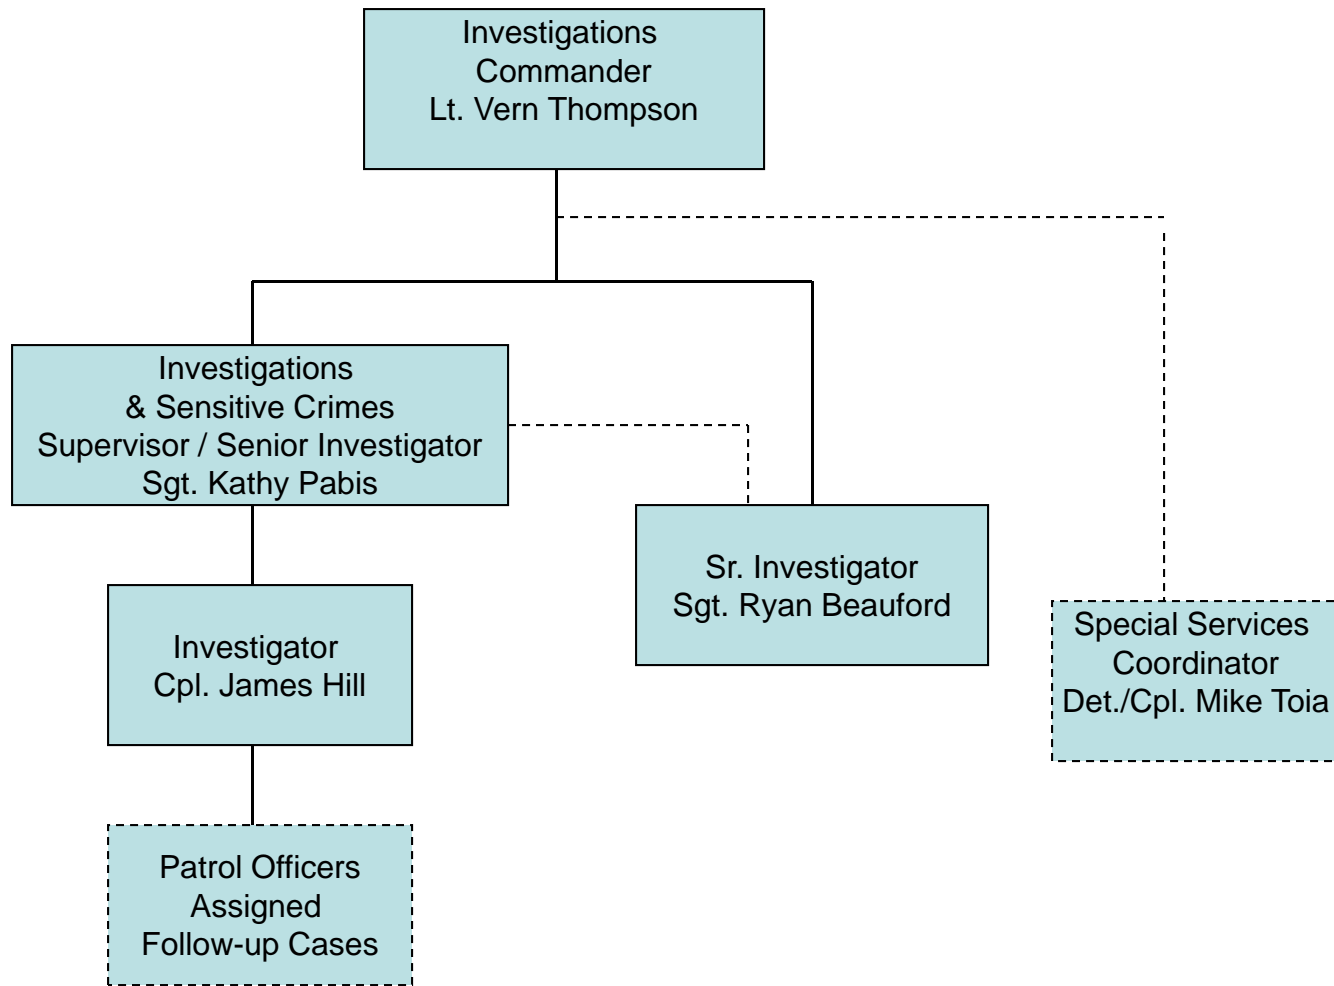 Investigations
Commander
Lt. Vern Thompson
Investigations
& Sensitive Crimes
Supervisor / Senior Investigator
Sgt. Kathy Pabis
Sr. Investigator
Sgt. Ryan Beauford
Investigator
Cpl. James Hill
Special Services
Coordinator
Det./Cpl. Mike Toia
Patrol Officers
Assigned
Follow-up Cases